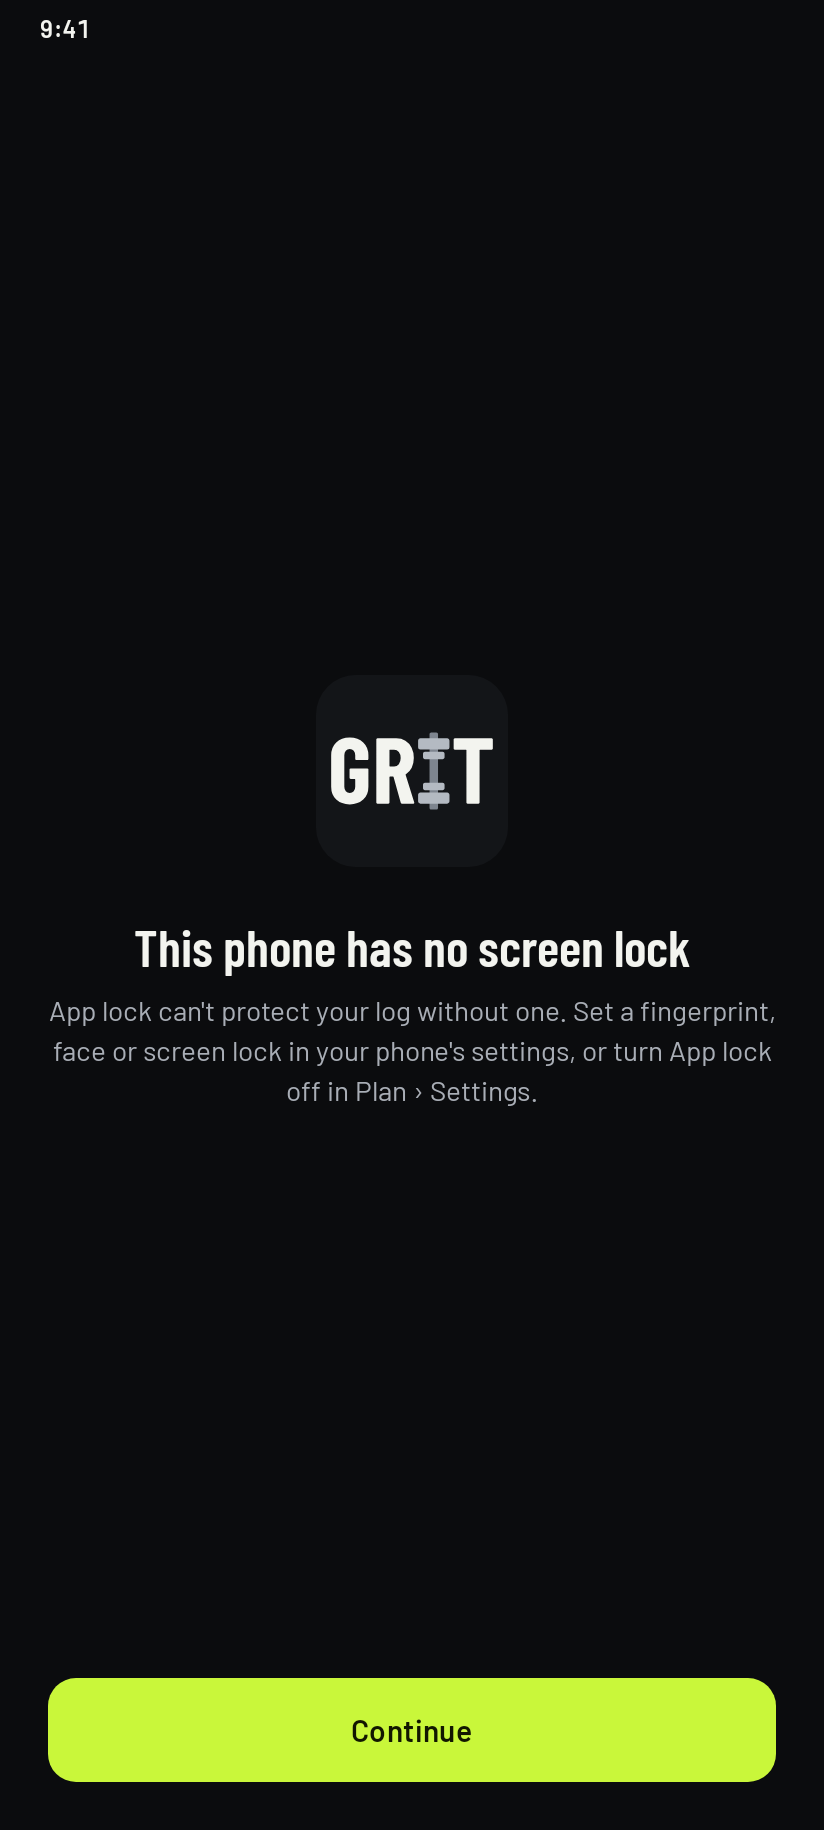 9:41
GRIT
This phone has no screen lock
App lock can't protect your log without one. Set a fingerprint,
face or screen lock in your phone's settings, or turn App lock
off in Plan › Settings.
Continue